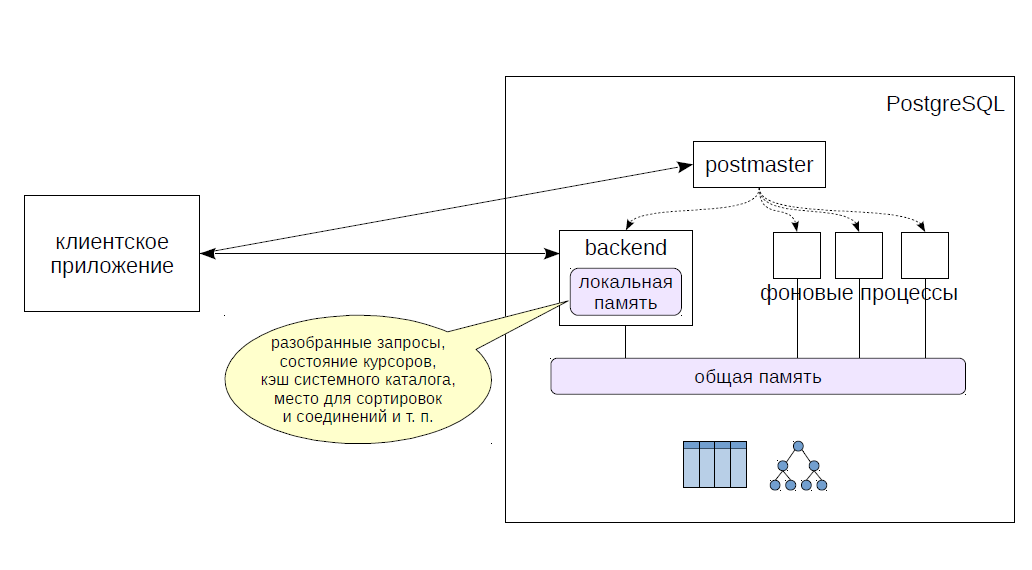 PostgreSQL
postmaster
клиентское
приложение
backend
локальная
память
фоновые процессы
разобранные запросы,
состояние курсоров,
кэш системного каталога,
место для сортировок
и соединений и т. п.
общая память